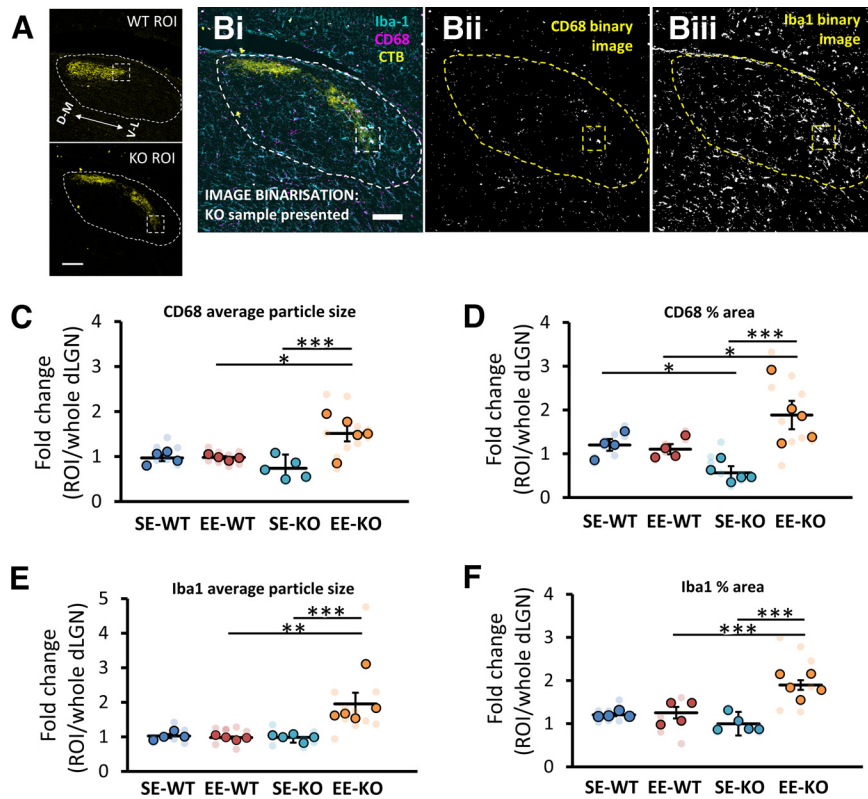 A
WT ROI
D-M
V-L
KO ROI
Bi
Iba-1
CD68
CTB
IMAGE BINARISATION:
KO sample presented
Bii
CD68 binary
image
Biii
Iba1 binary
image
C
CD68 average particle size
Fold change
(ROI/whole dLGN)
4
3
2
1
0
***
*
SE-WT EE-WT SE-KO EE-KO
D
CD68 % area
Fold change
(ROI/whole dLGN)
4
3
2
1
0
***
*
*
SE-WT EE-WT SE-KO EE-KO
E
Iba1 average particle size
Fold change
(ROI/whole dLGN)
5
4
3
2
1
0
***
**
SE-WT EE-WT SE-KO EE-KO
F
Iba1 % area
Fold change
(ROI/whole dLGN)
4
3
2
1
0
***
***
SE-WT EE-WT SE-KO EE-KO